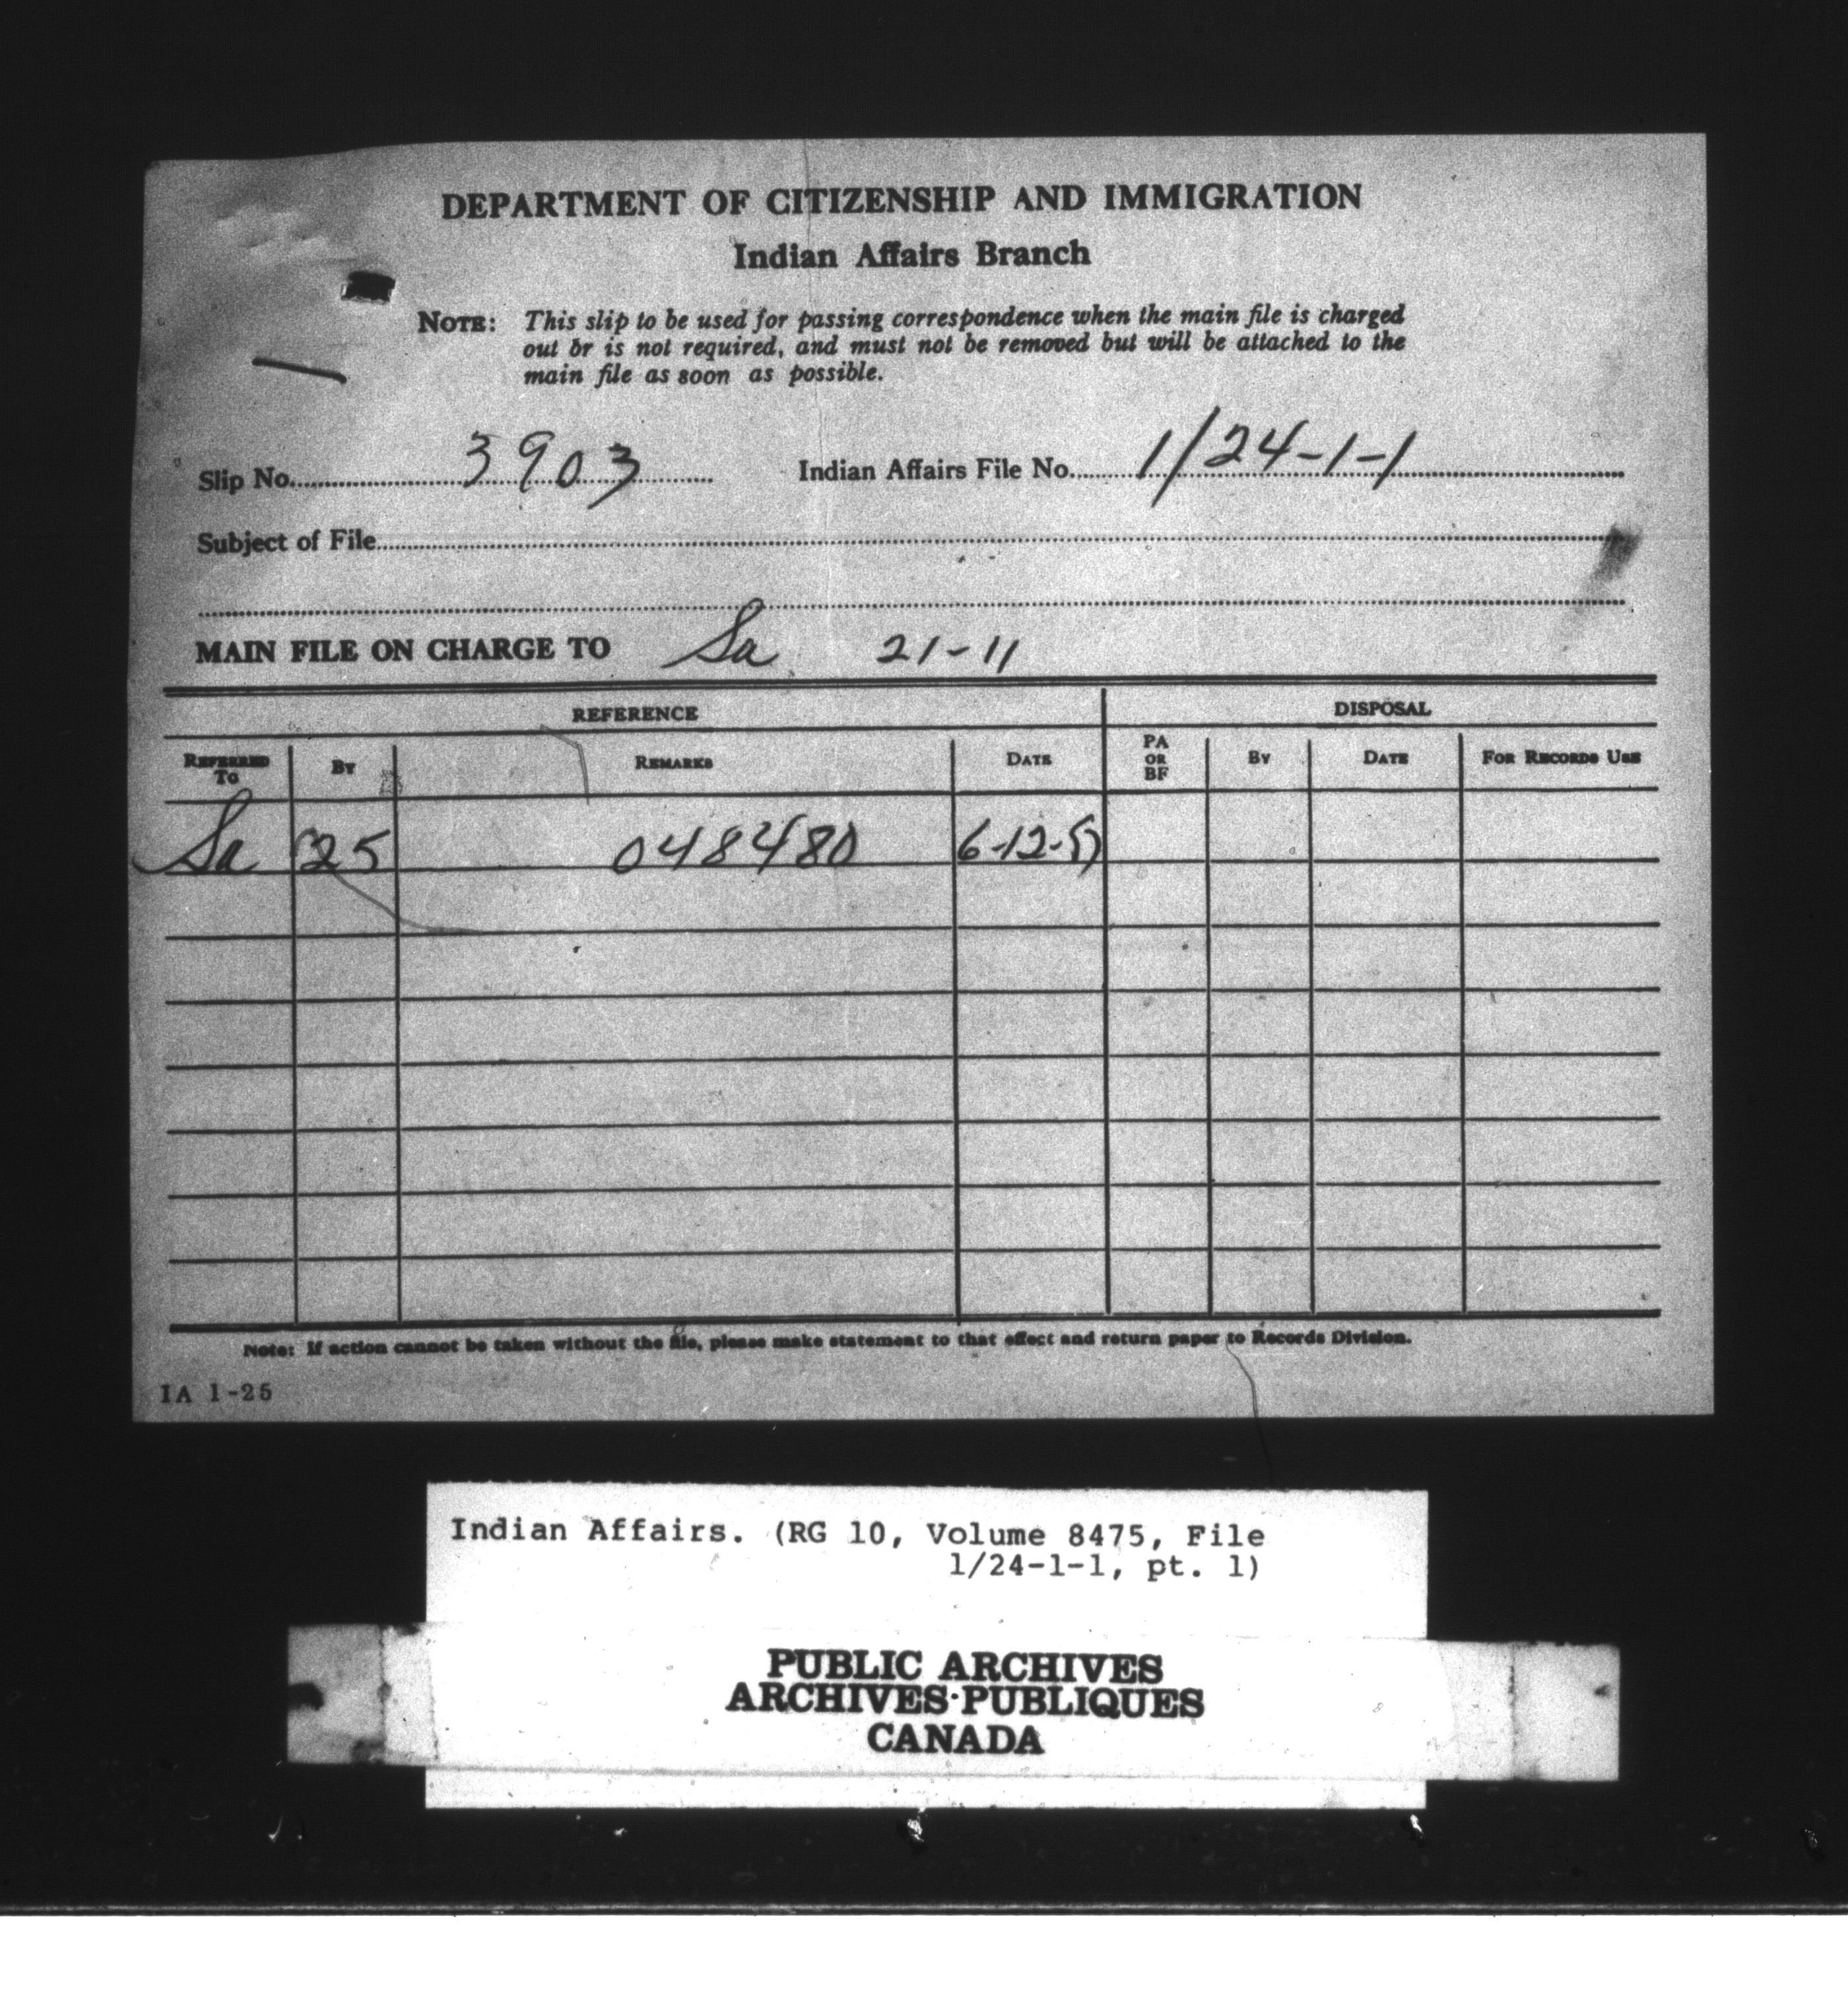 DEPARTMENT OF CITIZENSHIP AND IMMIGRATION
Indian Affairs Branch
NOTE: This slip to be used for passing correspondence when the main file is charged
out or is not required, and must not be removed but will be attached to the
main file as soon as possible.
Slip No. 3903 Indian Affairs File No. 1/24-1-1
Subject of File
MAIN FILE ON CHARGE TO Sa 21-11
REFERENCE DISPOSAL
REFERRED TO BY REMARKS DATE PA OR BF BY DATE FOR RECORDS USE
Sa 25 048480 6-12-57
Note: If action cannot be taken without the file, please make statement to that effect and return paper to Records Division.
IA 1-25
Indian Affairs. (RG 10, Volume 8475, File
1/24-1-1, pt. 1)
PUBLIC ARCHIVES
ARCHIVES PUBLIQUES
CANADA